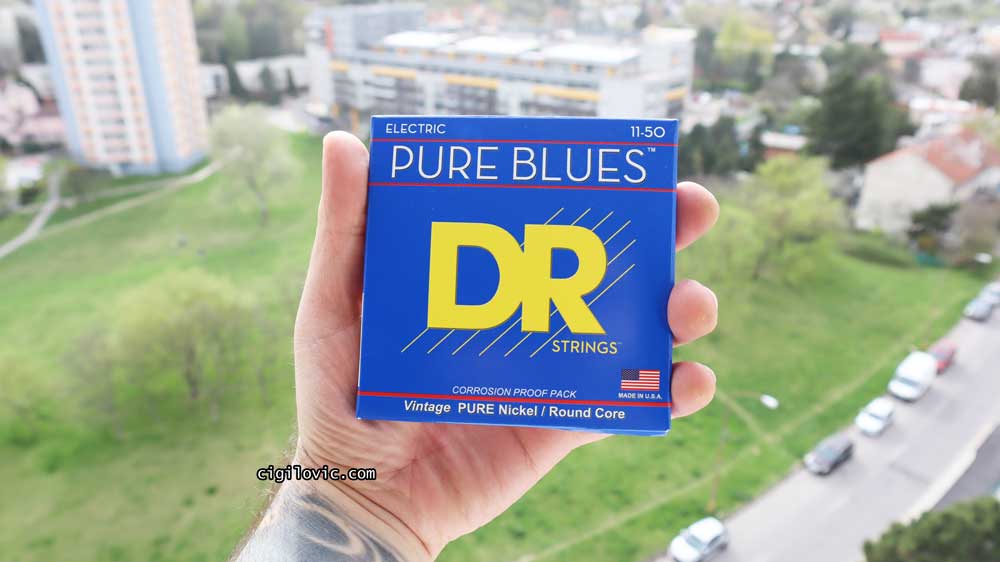 ELECTRIC 11-50
PURE BLUES™
DR
STRINGS™
CORROSION PROOF PACK
MADE IN U.S.A.
Vintage PURE Nickel / Round Core
cigilovic.com